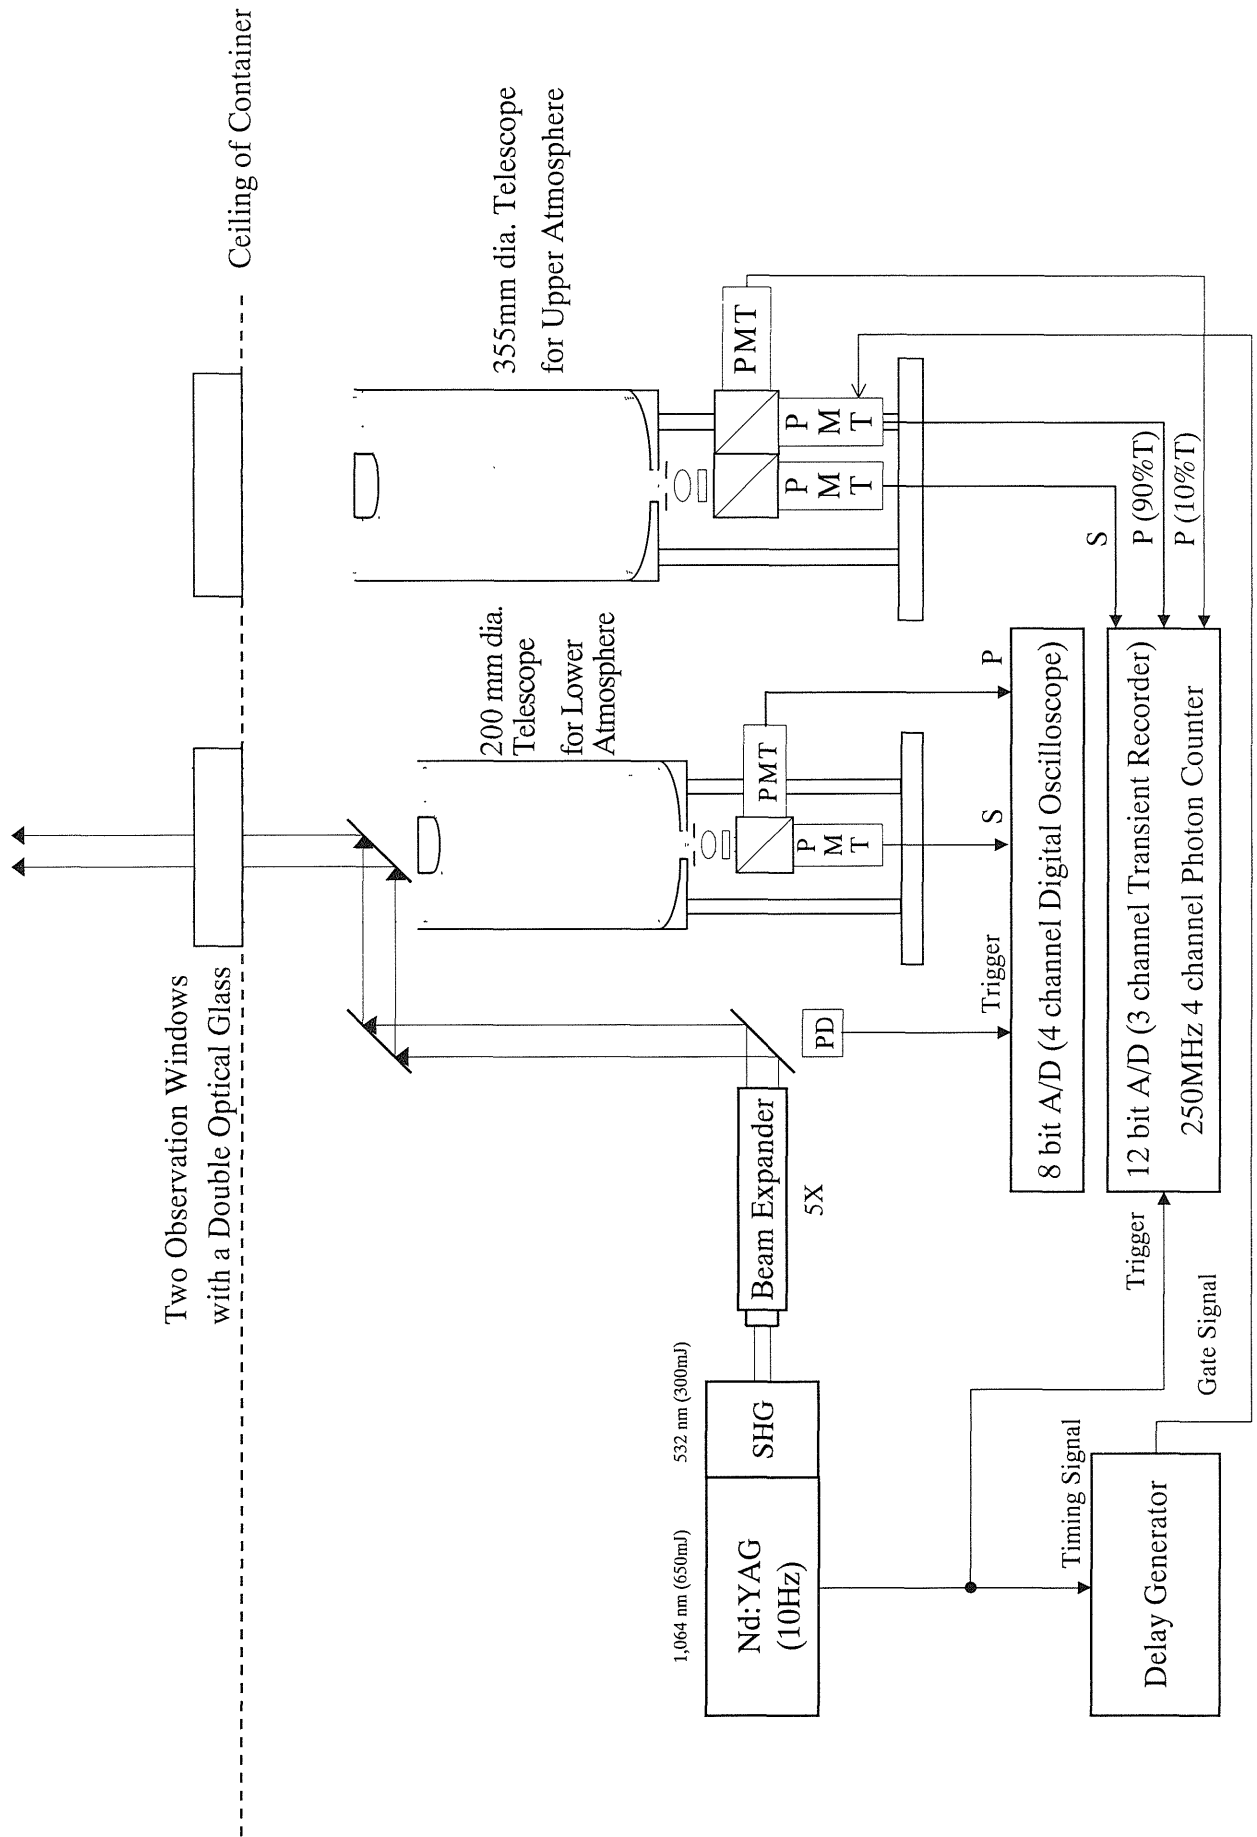 Two Observation Windows
with a Double Optical Glass
Ceiling of Container
200 mm dia.
Telescope
for Lower
Atmosphere
355mm dia. Telescope
for Upper Atmosphere
1,064 nm (650mJ)
532 nm (300mJ)
Nd:YAG
(10Hz)
SHG
Beam Expander
5X
PD
PMT
PMT
PMT
PMT
PMT
Trigger
S
P
S
P (90%T)
P (10%T)
8 bit A/D (4 channel Digital Oscilloscope)
12 bit A/D (3 channel Transient Recorder)
250MHz 4 channel Photon Counter
Timing Signal
Trigger
Gate Signal
Delay Generator